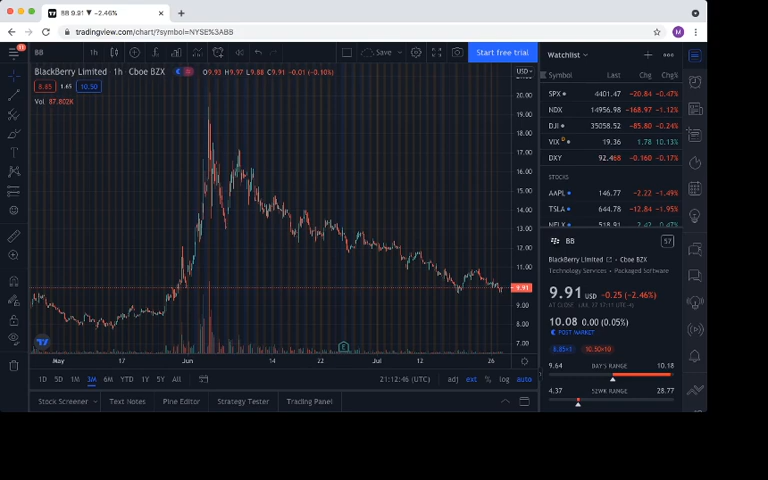 BB 9.91 ▼ −2.46%
tradingview.com/chart/?symbol=NYSE%3ABB
M
BB 1h Save Start free trial
BlackBerry Limited 1h Cboe BZX O9.93 H9.97 L9.88 C9.91 −0.01 (−0.10%)
8.85 1.65 10.50
Vol 87.802K
USD
20.00
19.00
18.00
17.00
16.00
15.00
14.00
13.00
12.00
11.00
9.91
9.00
8.00
7.00
May 17 Jun 14 22 Jul 12 26
1D 5D 1M 3M 6M YTD 1Y 5Y All 21:12:46 (UTC) adj ext % log auto
Stock Screener Text Notes Pine Editor Strategy Tester Trading Panel
Watchlist
Symbol Last Chg Chg%
SPX 4401.47 −20.84 −0.47%
NDX 14956.98 −168.97 −1.12%
DJI 35058.52 −85.80 −0.24%
VIX D 19.36 1.78 10.13%
DXY 92.468 −0.160 −0.17%
STOCKS
AAPL 146.77 −2.22 −1.49%
TSLA 644.78 −12.84 −1.95%
NFLX 518.91 2.42 0.47%
BB
BlackBerry Limited · Cboe BZX
Technology Services · Packaged Software
9.91 USD −0.25 (−2.46%)
10.08 0.00 (0.05%)
POST-MARKET
9.64 DAY'S RANGE 10.18
4.37 52WK RANGE 28.77